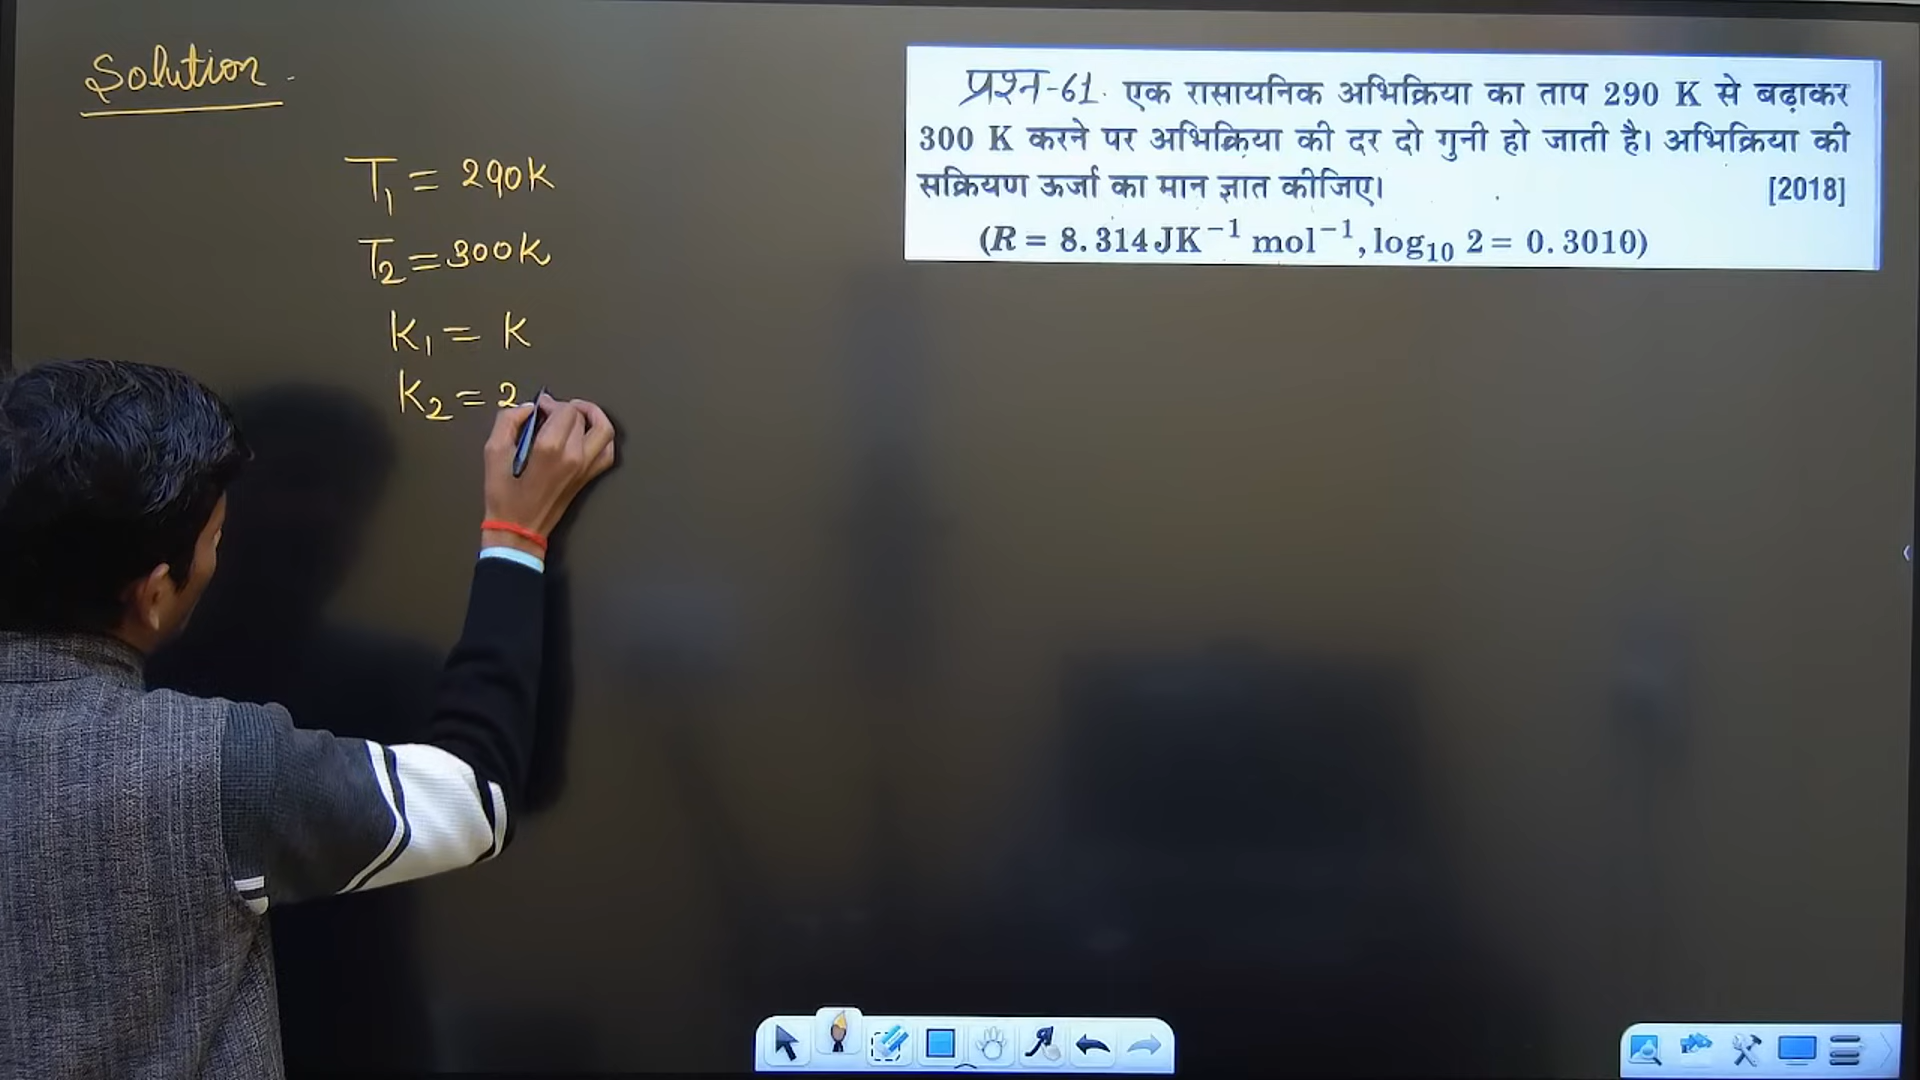 Solution
T₁ = 290K
T₂ = 300K
K₁ = K
K₂ = 2
प्रश्न-61. एक रासायनिक अभिक्रिया का ताप 290 K से बढ़ाकर
300 K करने पर अभिक्रिया की दर दो गुनी हो जाती है। अभिक्रिया की
सक्रियण ऊर्जा का मान ज्ञात कीजिए। [2018]
(R = 8.314 JK⁻¹ mol⁻¹, log₁₀ 2 = 0.3010)